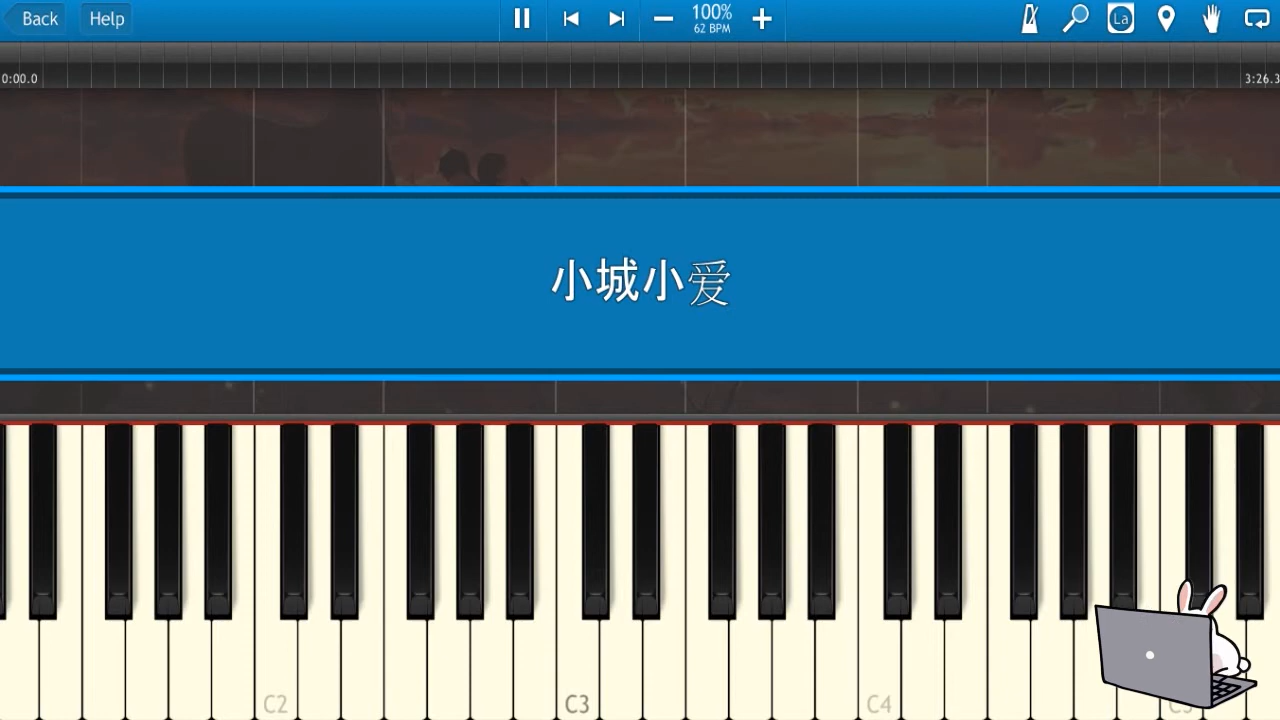 Back Help 100%
62 BPM
La
0:00.0 3:26.3
小城小爱
C2 C3 C4 C5